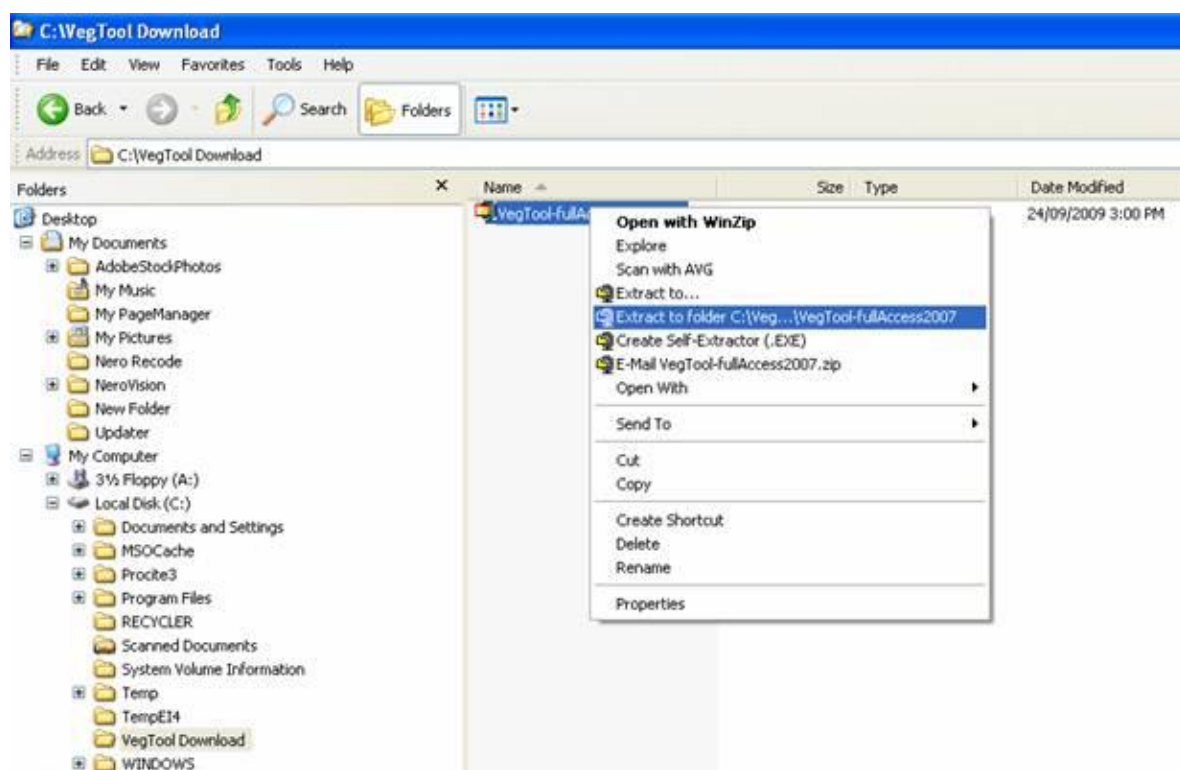 C:\VegTool Download
File Edit View Favorites Tools Help
Back Search Folders
Address C:\VegTool Download
Folders
Desktop
My Documents
AdobeStockPhotos
My Music
My PageManager
My Pictures
Nero Recode
NeroVision
New Folder
Updater
My Computer
3½ Floppy (A:)
Local Disk (C:)
Documents and Settings
MSOCache
Procite3
Program Files
RECYCLER
Scanned Documents
System Volume Information
Temp
TempEI4
VegTool Download
WINDOWS
Name Size Type Date Modified
VegTool-fullAc 24/09/2009 3:00 PM
Open with WinZip
Explore
Scan with AVG
Extract to...
Extract to folder C:\Veg...\VegTool-fullAccess2007
Create Self-Extractor (.EXE)
E-Mail VegTool-fullAccess2007.zip
Open With
Send To
Cut
Copy
Create Shortcut
Delete
Rename
Properties